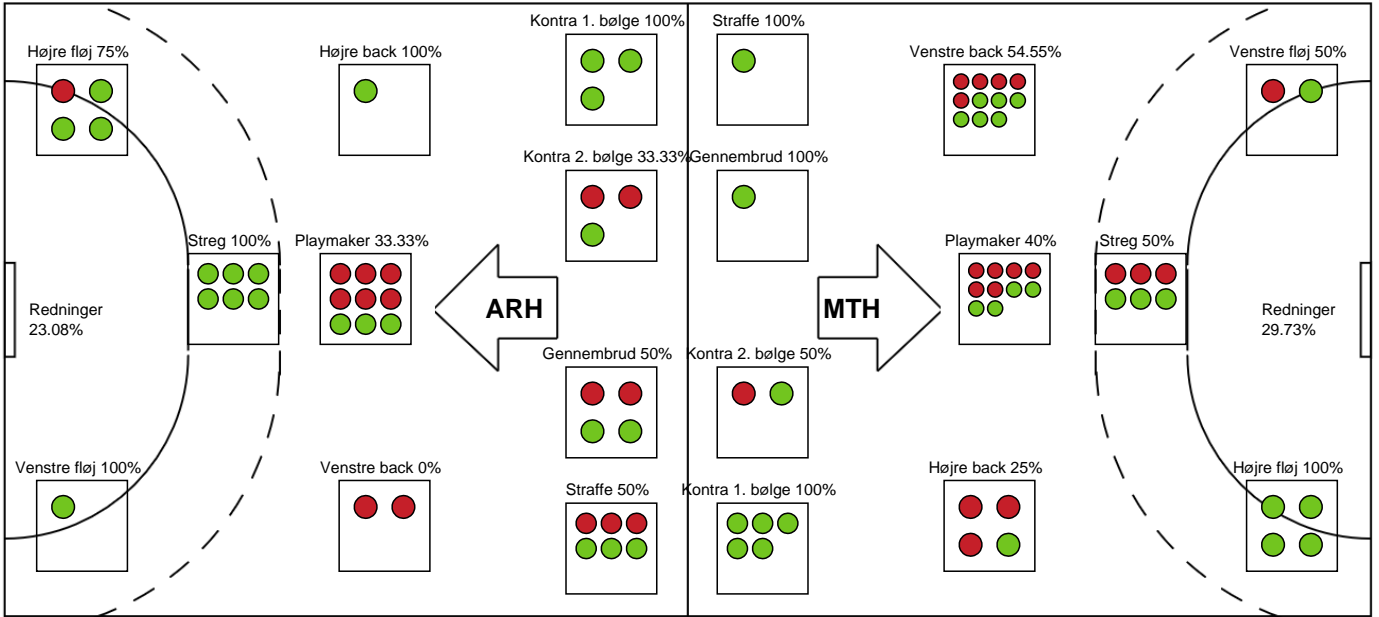 Kontra 1. bølge 100%
Straffe 100%
Højre fløj 75%
Højre back 100%
Venstre back 54.55%
Venstre fløj 50%
Kontra 2. bølge 33.33%
Gennembrud 100%
Streg 100%
Playmaker 33.33%
Playmaker 40%
Streg 50%
Redninger
23.08%
ARH
MTH
Redninger
29.73%
Gennembrud 50%
Kontra 2. bølge 50%
Venstre fløj 100%
Venstre back 0%
Højre back 25%
Højre fløj 100%
Straffe 50%
Kontra 1. bølge 100%